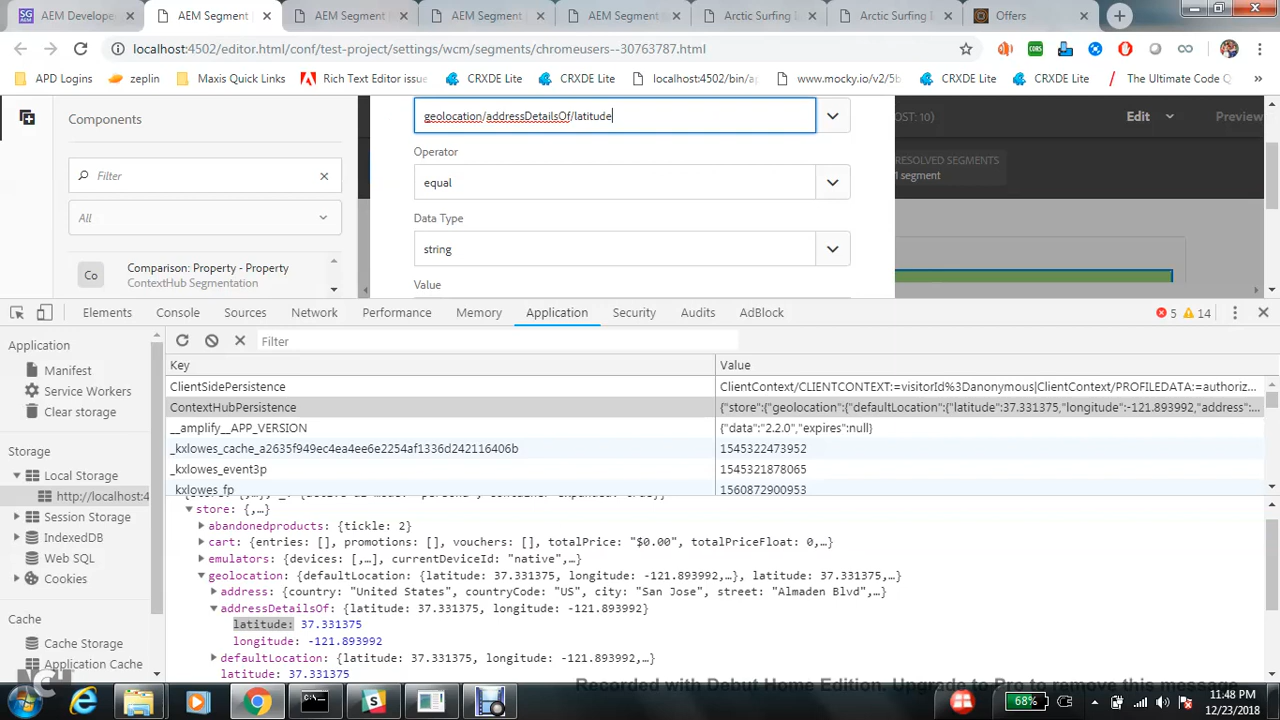 AEM Developer
AEM Segment
AEM Segment
AEM Segment
AEM Segment
Arctic Surfing
Arctic Surfing
Offers
localhost:4502/editor.html/conf/test-project/settings/wcm/segments/chromeusers--30763787.html
APD Logins
zeplin
Maxis Quick Links
Rich Text Editor issue
CRXDE Lite
CRXDE Lite
localhost:4502/bin/a
www.mocky.io/v2/5b
CRXDE Lite
CRXDE Lite
The Ultimate Code Q
Components
geolocation/addressDetailsOf/latitude
OST: 10)
Edit
Preview
Operator
RESOLVED SEGMENTS
1 segment
Filter
equal
All
Data Type
string
Co
Comparison: Property - Property
ContextHub Segmentation
Value
Elements
Console
Sources
Network
Performance
Memory
Application
Security
Audits
AdBlock
5
14
Application
Filter
Manifest
Service Workers
Clear storage
Storage
Local Storage
http://localhost:4
Session Storage
IndexedDB
Web SQL
Cookies
Cache
Cache Storage
Application Cache
Key Value
ClientSidePersistence ClientContext/CLIENTCONTEXT:=visitorId%3Danonymous|ClientContext/PROFILEDATA:=authoriz...
ContextHubPersistence {"store":{"geolocation":{"defaultLocation":{"latitude":37.331375,"longitude":-121.893992,"address":...
__amplify__APP_VERSION {"data":"2.2.0","expires":null}
_kxlowes_cache_a2635f949ec4ea4ee6e2254af1336d242116406b 1545322473952
_kxlowes_event3p 1545321878065
kxlowes_fp 1560872900953
store: {,…}
abandonedproducts: {tickle: 2}
cart: {entries: [], promotions: [], vouchers: [], totalPrice: "$0.00", totalPriceFloat: 0,…}
emulators: {devices: [,…], currentDeviceId: "native",…}
geolocation: {defaultLocation: {latitude: 37.331375, longitude: -121.893992,…}, latitude: 37.331375,…}
address: {country: "United States", countryCode: "US", city: "San Jose", street: "Almaden Blvd",…}
addressDetailsOf: {latitude: 37.331375, longitude: -121.893992}
latitude: 37.331375
longitude: -121.893992
defaultLocation: {latitude: 37.331375, longitude: -121.893992,…}
latitude: 37.331375
Recorded with Debut Home Edition. Upgrade to Pro to remove this message
NCH
68%
11:48 PM
12/23/2018